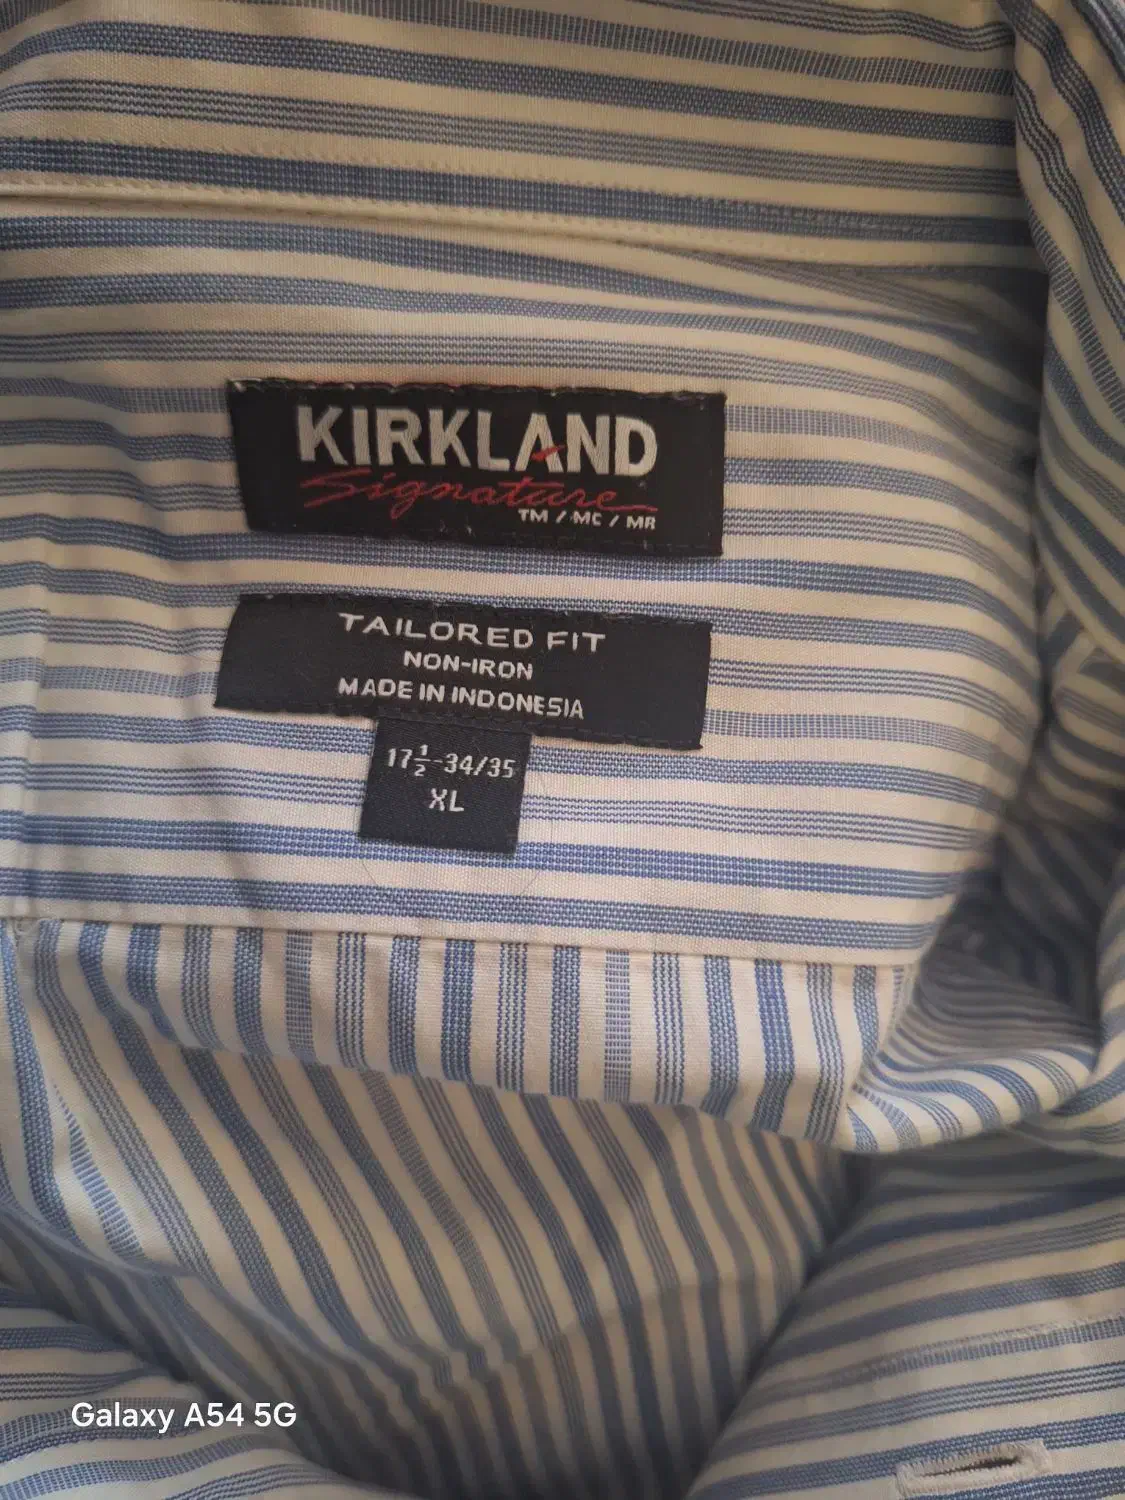 KIRKLAND
Signature
TM / MC / MR
TAILORED FIT
NON-IRON
MADE IN INDONESIA
17½-34/35
XL
Galaxy A54 5G